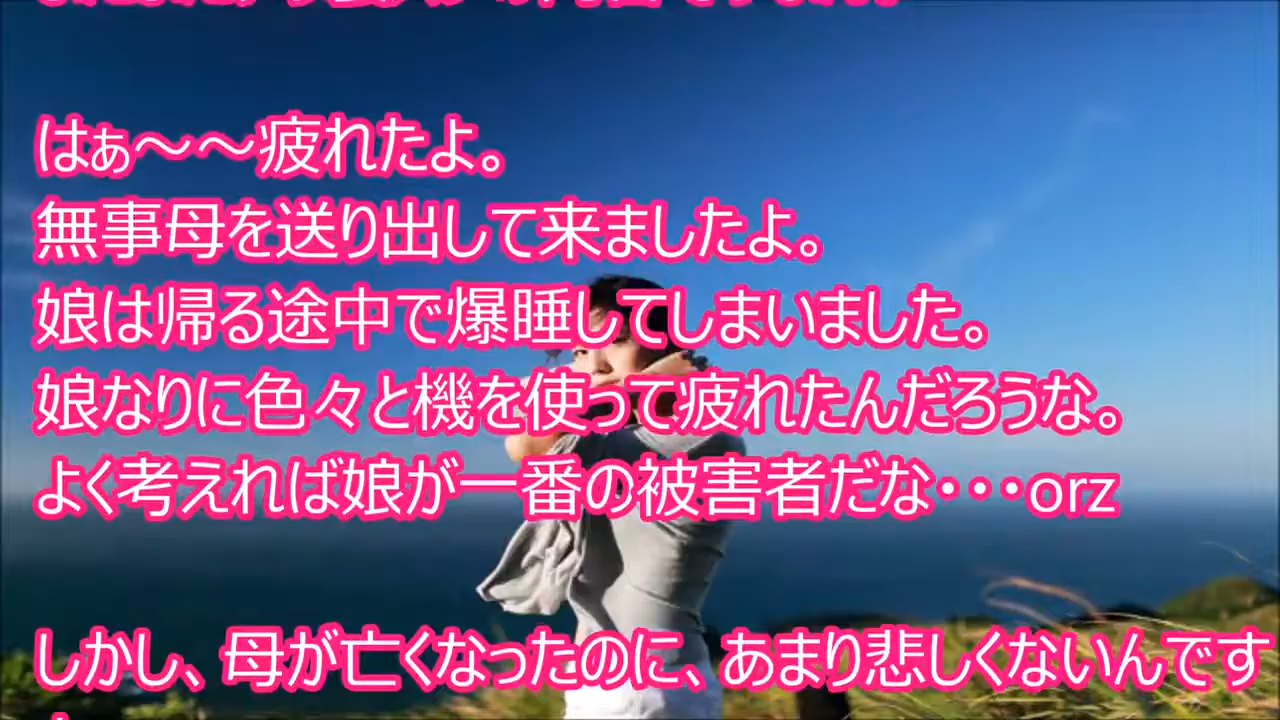 はぁ～～疲れたよ。
無事母を送り出して来ましたよ。
娘は帰る途中で爆睡してしまいました。
娘なりに色々と機を使って疲れたんだろうな。
よく考えれば娘が一番の被害者だな・・・orz
しかし、母が亡くなったのに、あまり悲しくないんです